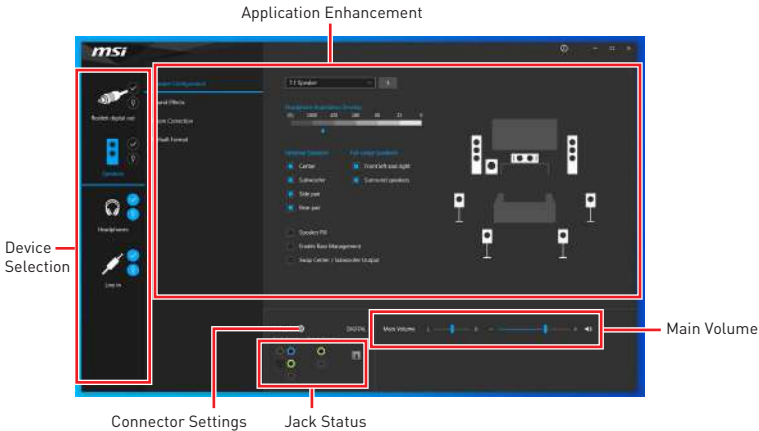 Application Enhancement
msi
Speaker Configuration
7.1 Speaker
Realtek digital out
Sound Effects
Room Correction
Default Format
Optional Speakers
Full-range Speakers
Center
Front left and right
Subwoofer
Surround speakers
Side pair
Rear pair
Speakers
Speaker Fill
Enable Bass Management
Swap Center / Subwoofer Output
Headphones
Line in
Device
Selection
DIGITAL
Main Volume
L
R
Main Volume
Connector Settings
Jack Status